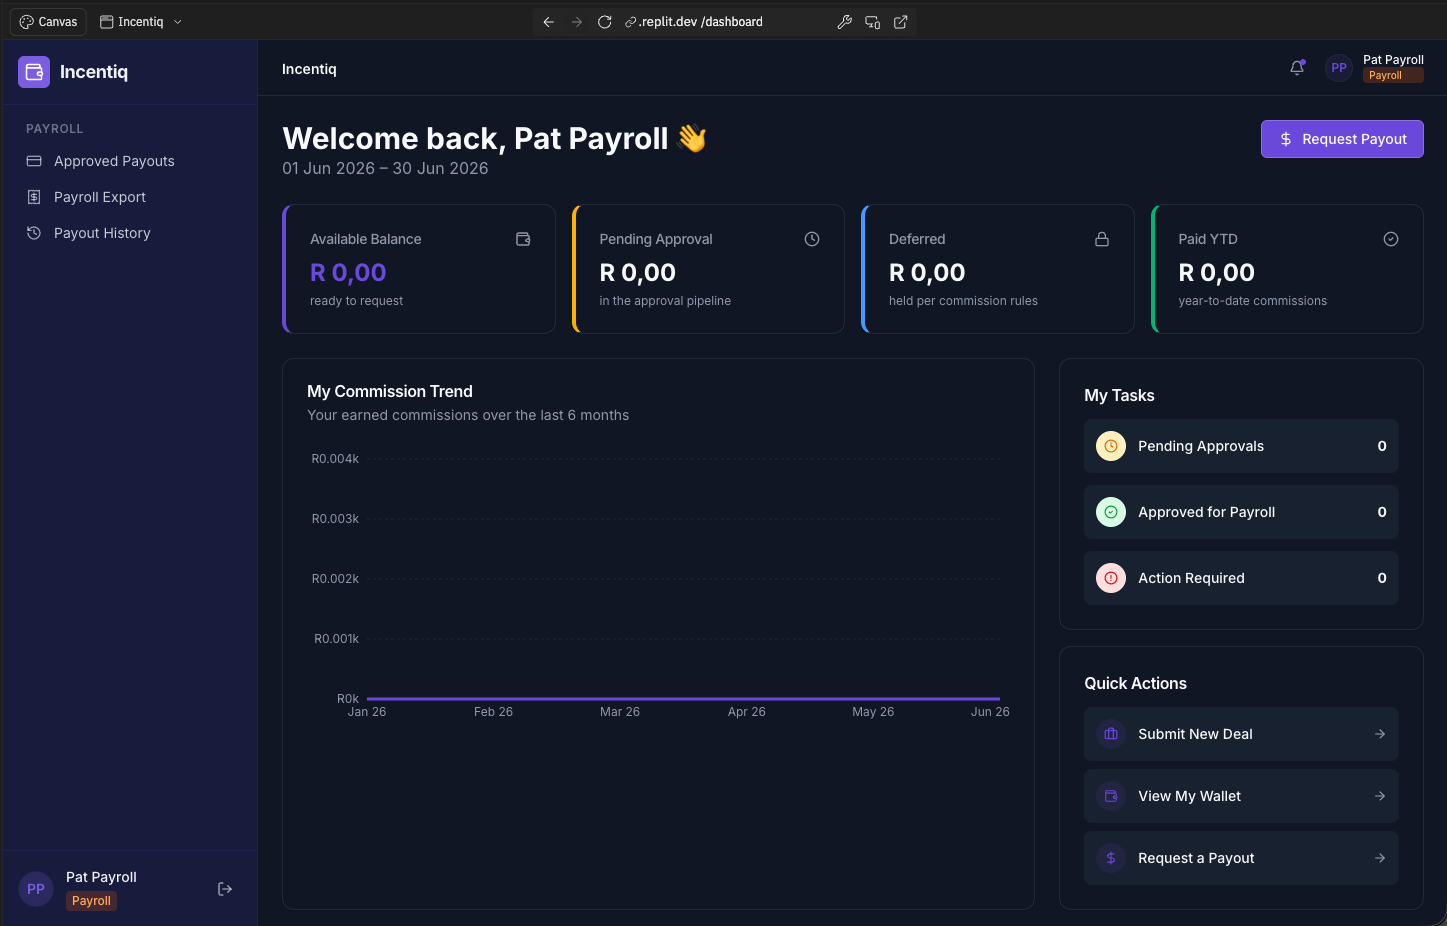 Canvas
Incentiq
.replit.dev /dashboard
Incentiq
PAYROLL
Approved Payouts
Payroll Export
Payout History
PP
Pat Payroll
Payroll
Incentiq
PP
Pat Payroll
Payroll
Welcome back, Pat Payroll 👋
01 Jun 2026 – 30 Jun 2026
$ Request Payout
Available Balance
R 0,00
ready to request
Pending Approval
R 0,00
in the approval pipeline
Deferred
R 0,00
held per commission rules
Paid YTD
R 0,00
year-to-date commissions
My Commission Trend
Your earned commissions over the last 6 months
R0.004k
R0.003k
R0.002k
R0.001k
R0k
Jan 26 Feb 26 Mar 26 Apr 26 May 26 Jun 26
My Tasks
Pending Approvals 0
Approved for Payroll 0
Action Required 0
Quick Actions
Submit New Deal
View My Wallet
$ Request a Payout